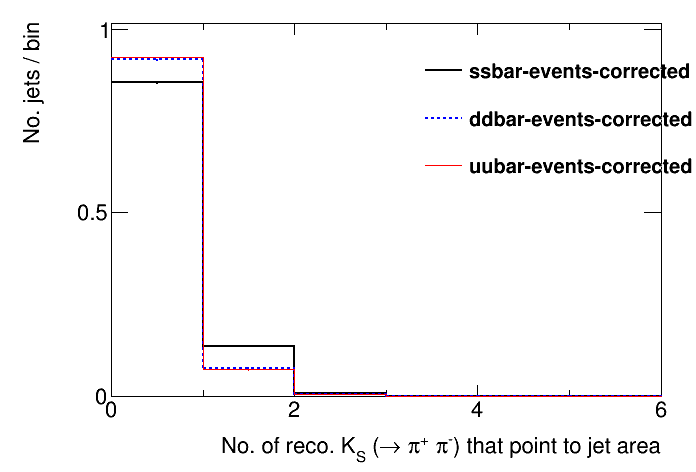 No. jets / bin
1
0.5
0
ssbar-events-corrected
ddbar-events-corrected
uubar-events-corrected
0 2 4 6
No. of reco. K_S (→ π⁺ π⁻) that point to jet area